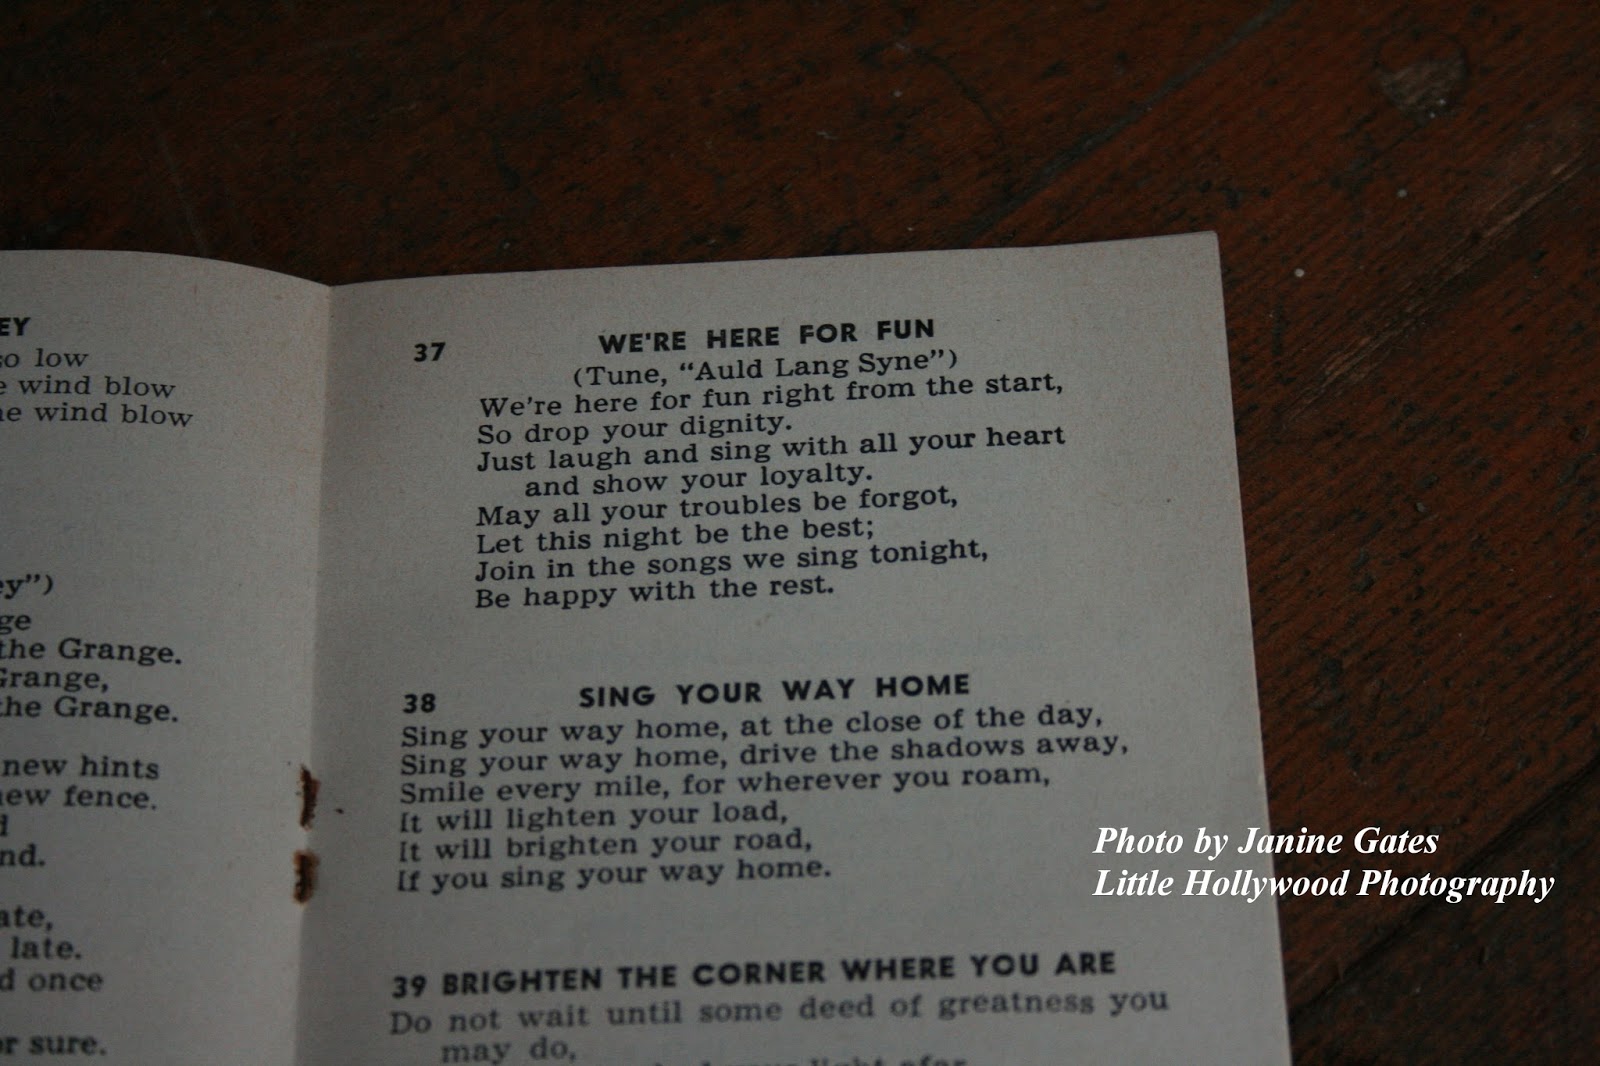 EY
low
wind blow
wind blow
ey")
the Grange.
Grange,
the Grange.
new hints
new fence.
late.
once
sure.
37 WE'RE HERE FOR FUN
(Tune, "Auld Lang Syne")
We're here for fun right from the start,
So drop your dignity.
Just laugh and sing with all your heart
and show your loyalty.
May all your troubles be forgot,
Let this night be the best;
Join in the songs we sing tonight,
Be happy with the rest.
38 SING YOUR WAY HOME
Sing your way home, at the close of the day,
Sing your way home, drive the shadows away,
Smile every mile, for wherever you roam,
It will lighten your load,
It will brighten your road,
If you sing your way home.
39 BRIGHTEN THE CORNER WHERE YOU ARE
Do not wait until some deed of greatness you
may do,
Photo by Janine Gates
Little Hollywood Photography